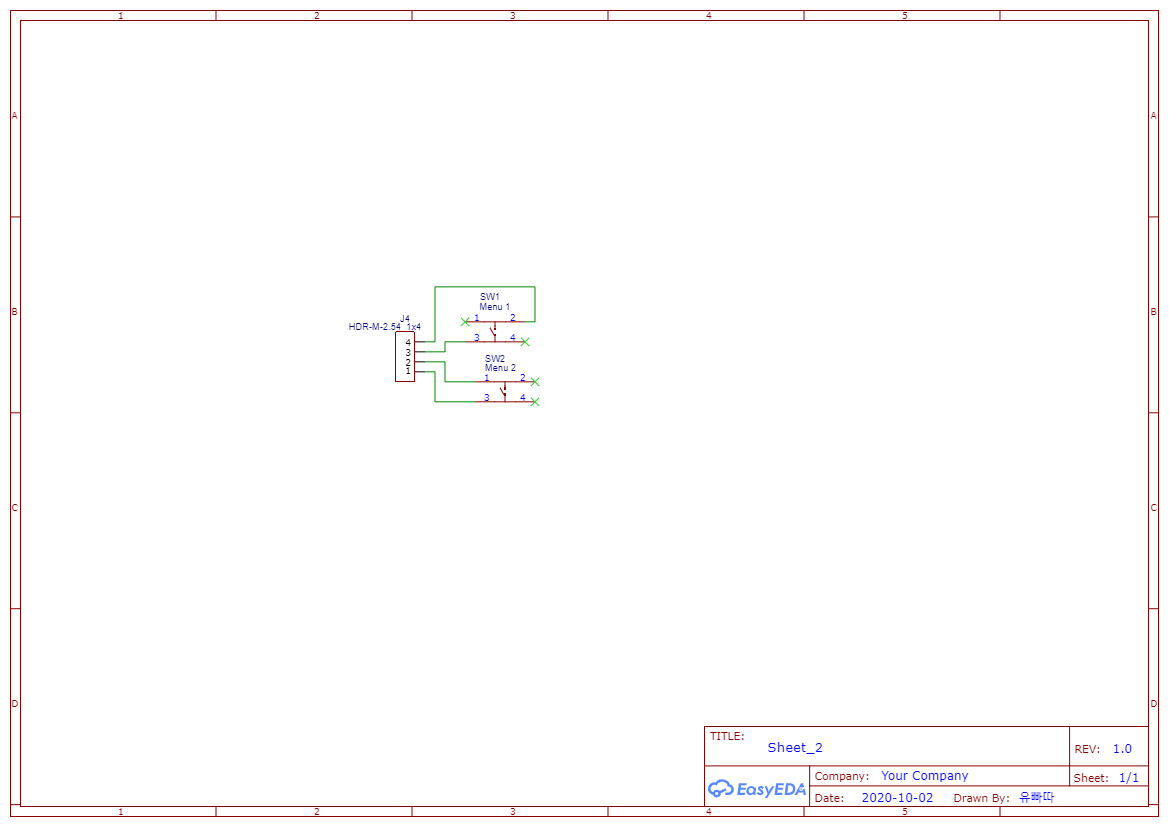 1 2 3 4 5
A A
B B
C C
D D
SW1
Menu 1
1 2
3 4
J4
HDR-M-2.54_1x4
4
3
2
1
SW2
Menu 2
1 2
3 4
TITLE:
Sheet_2
REV: 1.0
EasyEDA
Company: Your Company
Sheet: 1/1
Date: 2020-10-02 Drawn By: 유빠따
1 2 3 4 5